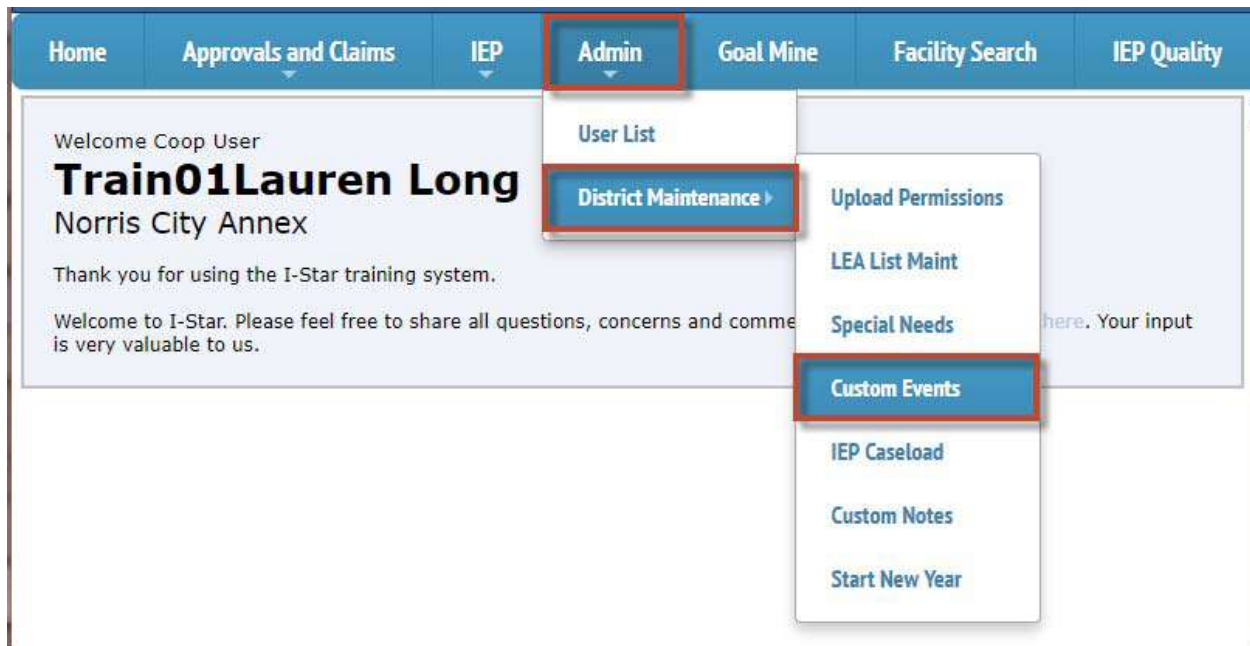 Home Approvals and Claims IEP Admin Goal Mine Facility Search IEP Quality
Welcome Coop User
Train01Lauren Long
Norris City Annex
Thank you for using the I-Star training system.
Welcome to I-Star. Please feel free to share all questions, concerns and comme here. Your input
is very valuable to us.
User List
District Maintenance
Upload Permissions
LEA List Maint
Special Needs
Custom Events
IEP Caseload
Custom Notes
Start New Year